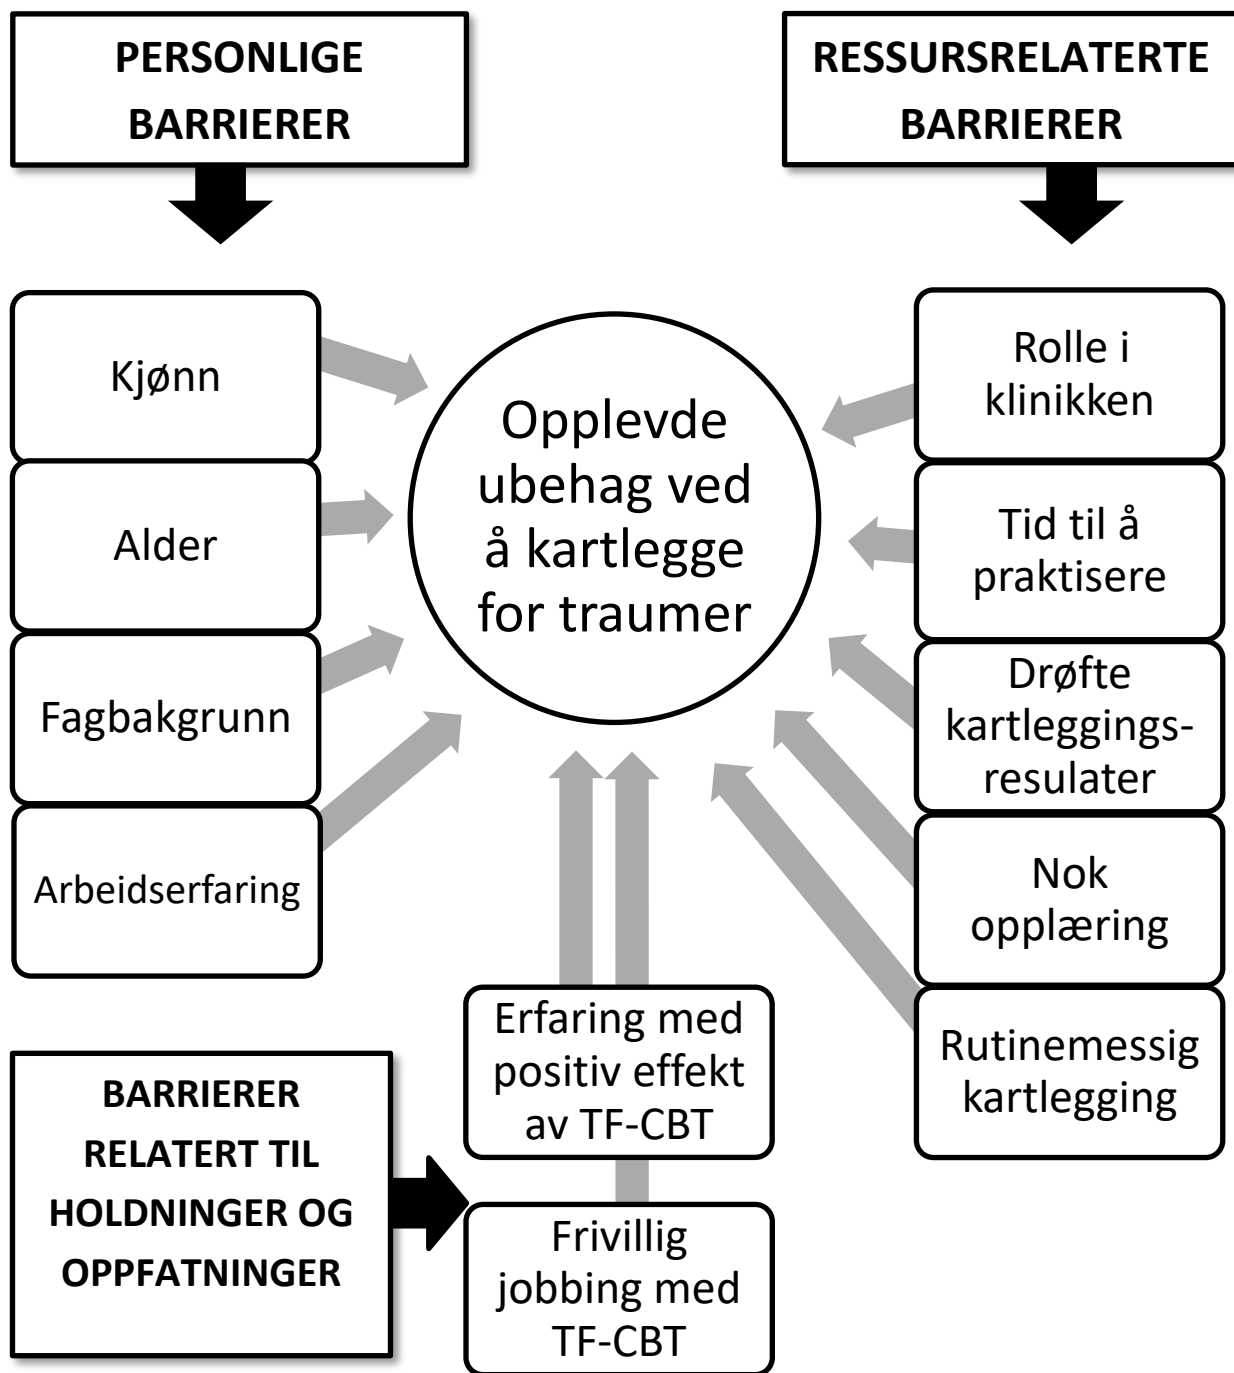 PERSONLIGE
BARRIERER
RESSURSRELATERTE
BARRIERER
Kjønn
Alder
Fagbakgrunn
Arbeidserfaring
Opplevde
ubehag ved
å kartlegge
for traumer
Rolle i
klinikken
Tid til å
praktisere
Drøfte
kartleggings-
resulater
Nok
opplæring
Rutinemessig
kartlegging
BARRIERER
RELATERT TIL
HOLDNINGER OG
OPPFATNINGER
Erfaring med
positiv effekt
av TF-CBT
Frivillig
jobbing med
TF-CBT